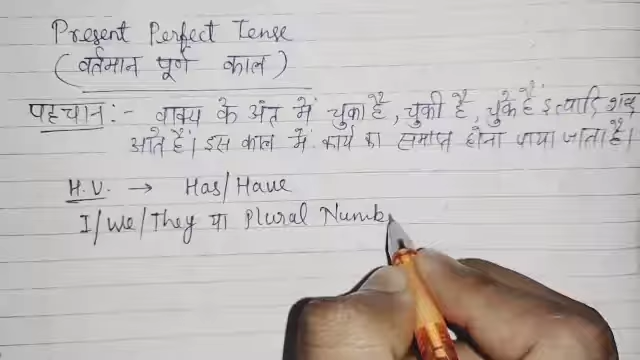 Present Perfect Tense
(वर्तमान पूर्ण काल)
पहचान:- वाक्य के अंत में चुका है, चुकी है, चुके हैं इत्यादि शब्द
आते हैं। इस काल में कार्य का समाप्त होना पाया जाता है।
H.V. → Has/Have
I/We/They या Plural Numb